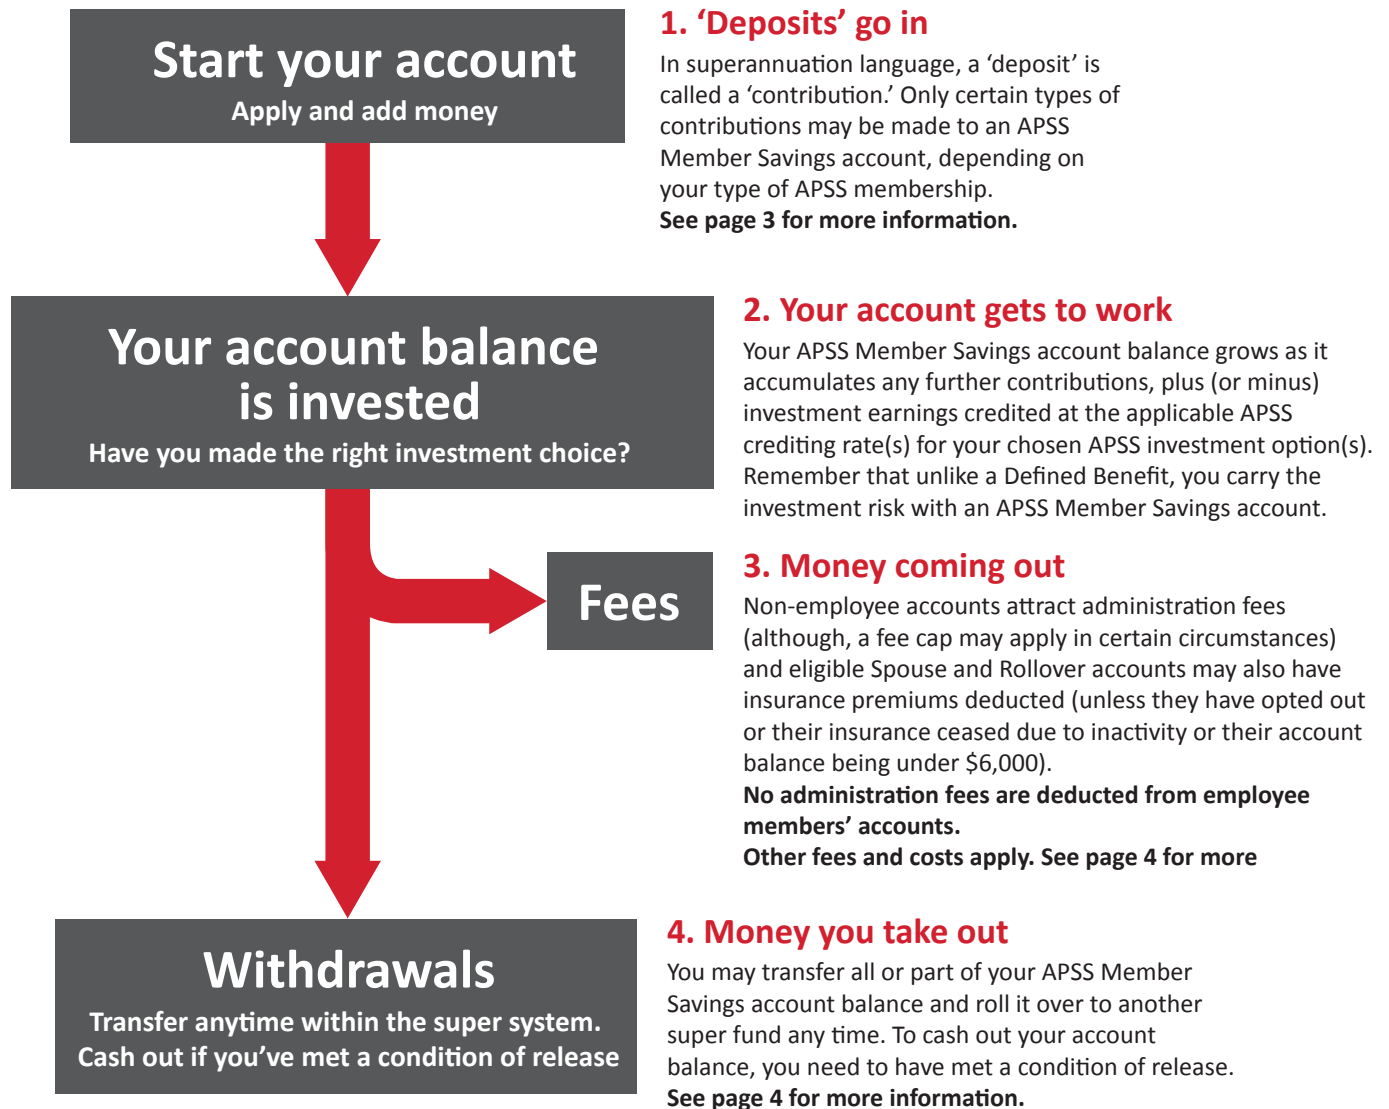 Start your account
Apply and add money
1. ‘Deposits’ go in
In superannuation language, a ‘deposit’ is
called a ‘contribution.’ Only certain types of
contributions may be made to an APSS
Member Savings account, depending on
your type of APSS membership.
See page 3 for more information.
Your account balance
is invested
Have you made the right investment choice?
2. Your account gets to work
Your APSS Member Savings account balance grows as it
accumulates any further contributions, plus (or minus)
investment earnings credited at the applicable APSS
crediting rate(s) for your chosen APSS investment option(s).
Remember that unlike a Defined Benefit, you carry the
investment risk with an APSS Member Savings account.
Fees
3. Money coming out
Non-employee accounts attract administration fees
(although, a fee cap may apply in certain circumstances)
and eligible Spouse and Rollover accounts may also have
insurance premiums deducted (unless they have opted out
or their insurance ceased due to inactivity or their account
balance being under $6,000).
No administration fees are deducted from employee
members’ accounts.
Other fees and costs apply. See page 4 for more
Withdrawals
Transfer anytime within the super system.
Cash out if you’ve met a condition of release
4. Money you take out
You may transfer all or part of your APSS Member
Savings account balance and roll it over to another
super fund any time. To cash out your account
balance, you need to have met a condition of release.
See page 4 for more information.